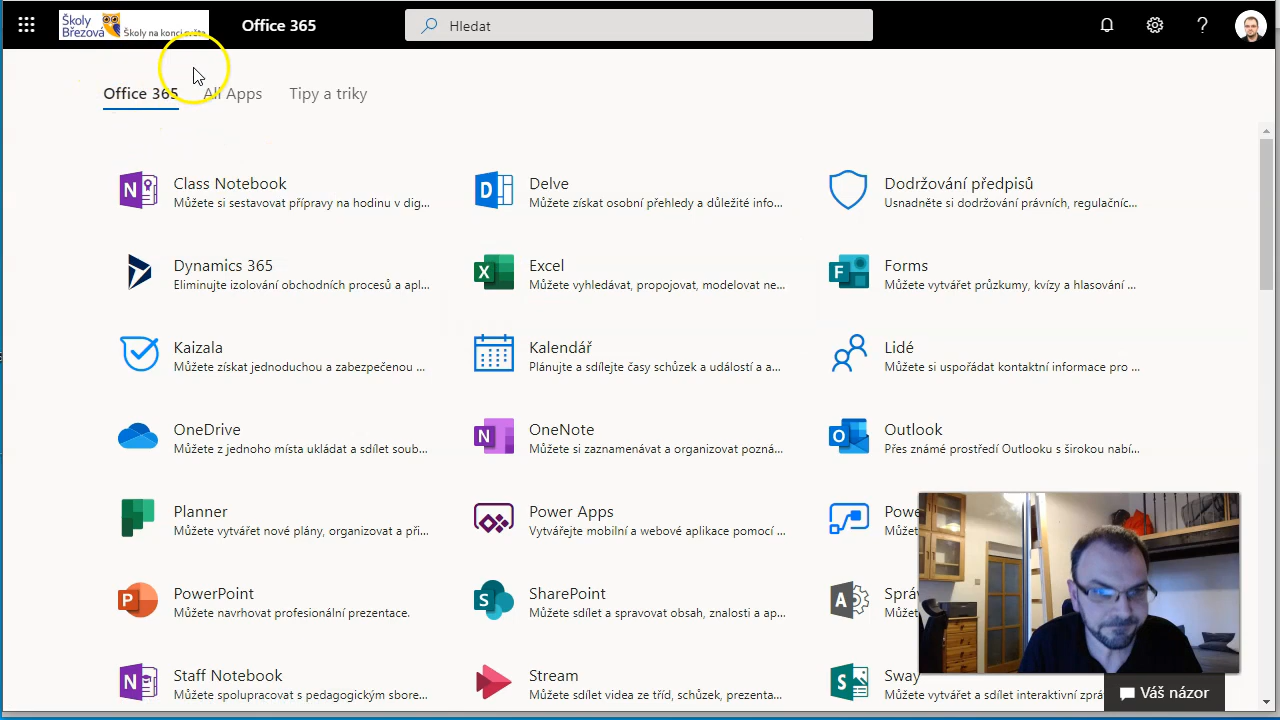 Školy
Březová
Školy na konci světa
Office 365
Hledat
Office 365
All Apps
Tipy a triky
Class Notebook
Můžete si sestavovat přípravy na hodinu v dig...
Delve
Můžete získat osobní přehledy a důležité info...
Dodržování předpisů
Usnadněte si dodržování právních, regulačníc...
Dynamics 365
Eliminujte izolování obchodních procesů a apl...
Excel
Můžete vyhledávat, propojovat, modelovat ne...
Forms
Můžete vytvářet průzkumy, kvízy a hlasování ...
Kaizala
Můžete získat jednoduchou a zabezpečenou ...
Kalendář
Plánujte a sdílejte časy schůzek a událostí a a...
Lidé
Můžete si uspořádat kontaktní informace pro ...
OneDrive
Můžete z jednoho místa ukládat a sdílet soub...
OneNote
Můžete si zaznamenávat a organizovat pozná...
Outlook
Přes známé prostředí Outlooku s širokou nabí...
Planner
Můžete vytvářet nové plány, organizovat a při...
Power Apps
Vytvářejte mobilní a webové aplikace pomocí ...
PowerPoint
Můžete navrhovat profesionální prezentace.
SharePoint
Můžete sdílet a spravovat obsah, znalosti a ap...
Staff Notebook
Můžete spolupracovat s pedagogickým sbore...
Stream
Můžete sdílet videa ze tříd, schůzek, prezenta...
Sway
Můžete vytvářet a sdílet interaktivní zprá
Váš názor